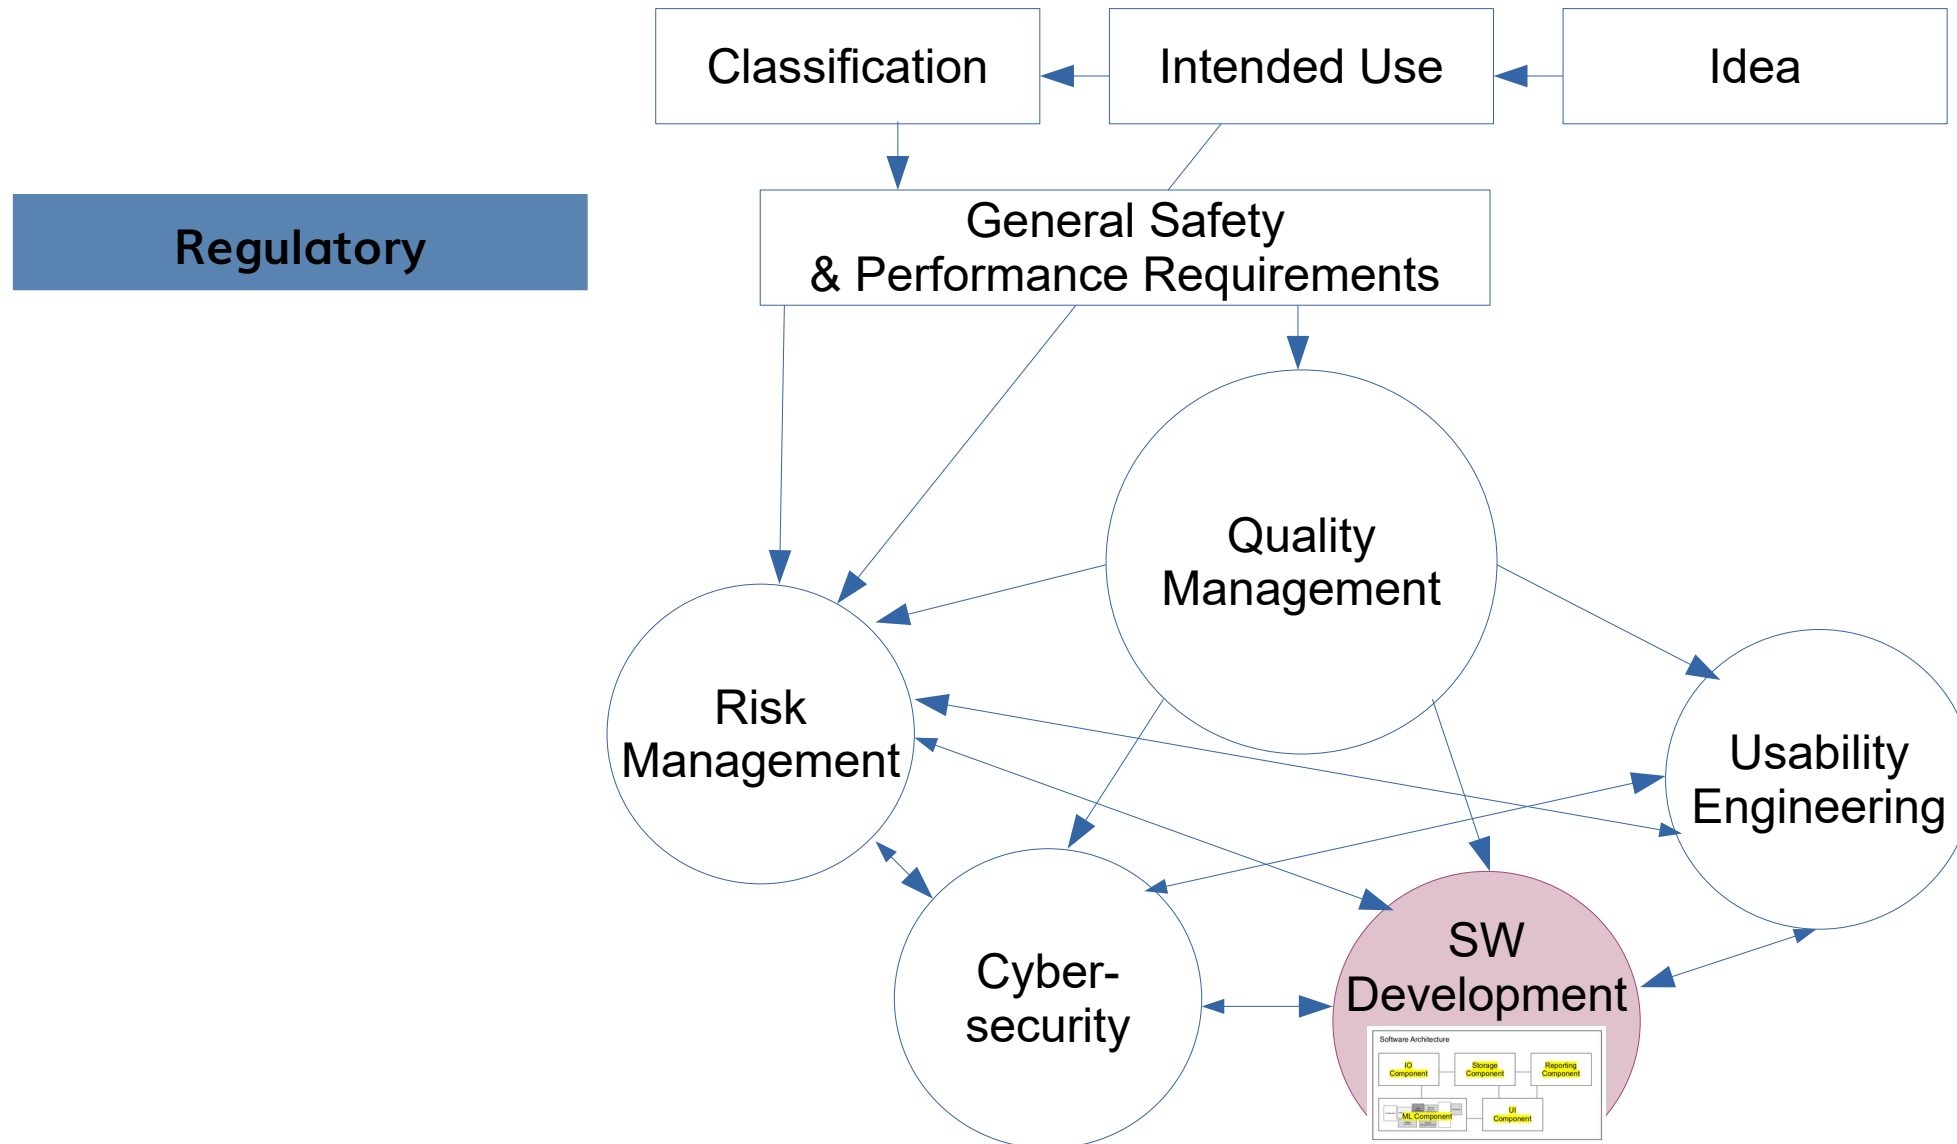 Classification
Intended Use
Idea
Regulatory
General Safety
& Performance Requirements
Quality
Management
Risk
Management
Usability
Engineering
Cyber-
security
SW
Development
Software Architecture
IO
Component
Storage
Component
Reporting
Component
ML Component
UI
Component